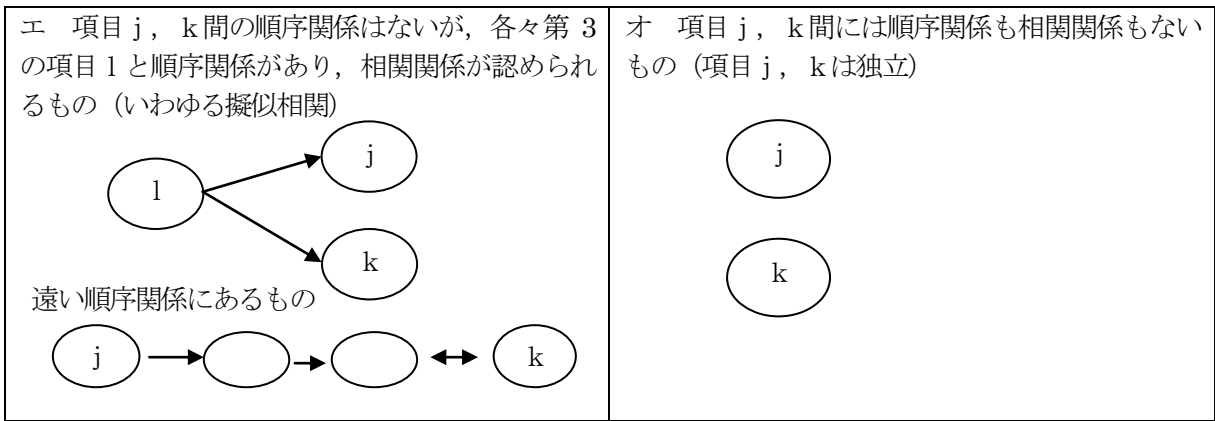 エ　項目ｊ，ｋ間の順序関係はないが，各々第３
の項目ｌと順序関係があり，相関関係が認められ
るもの（いわゆる擬似相関）
j
l
k
遠い順序関係にあるもの
j
k
オ　項目ｊ，ｋ間には順序関係も相関関係もない
もの（項目ｊ，ｋは独立）
j
k